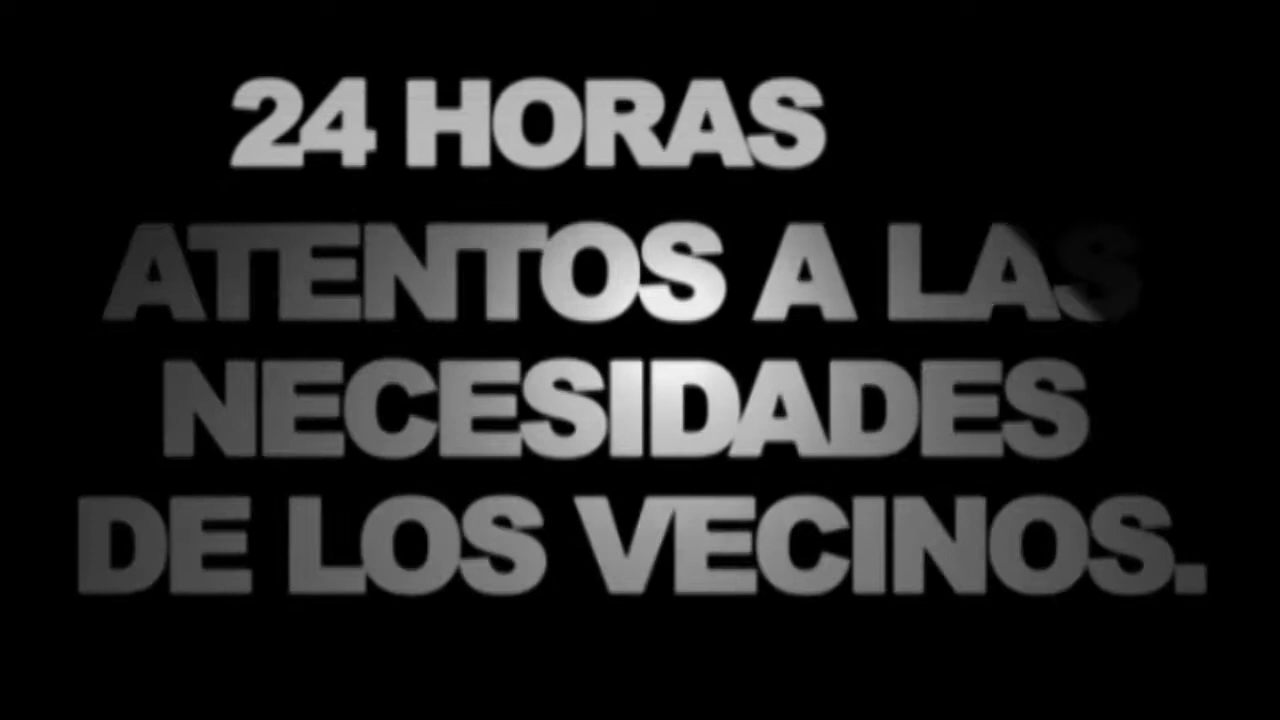 24 HORAS
ATENTOS A LAS
NECESIDADES
DE LOS VECINOS.